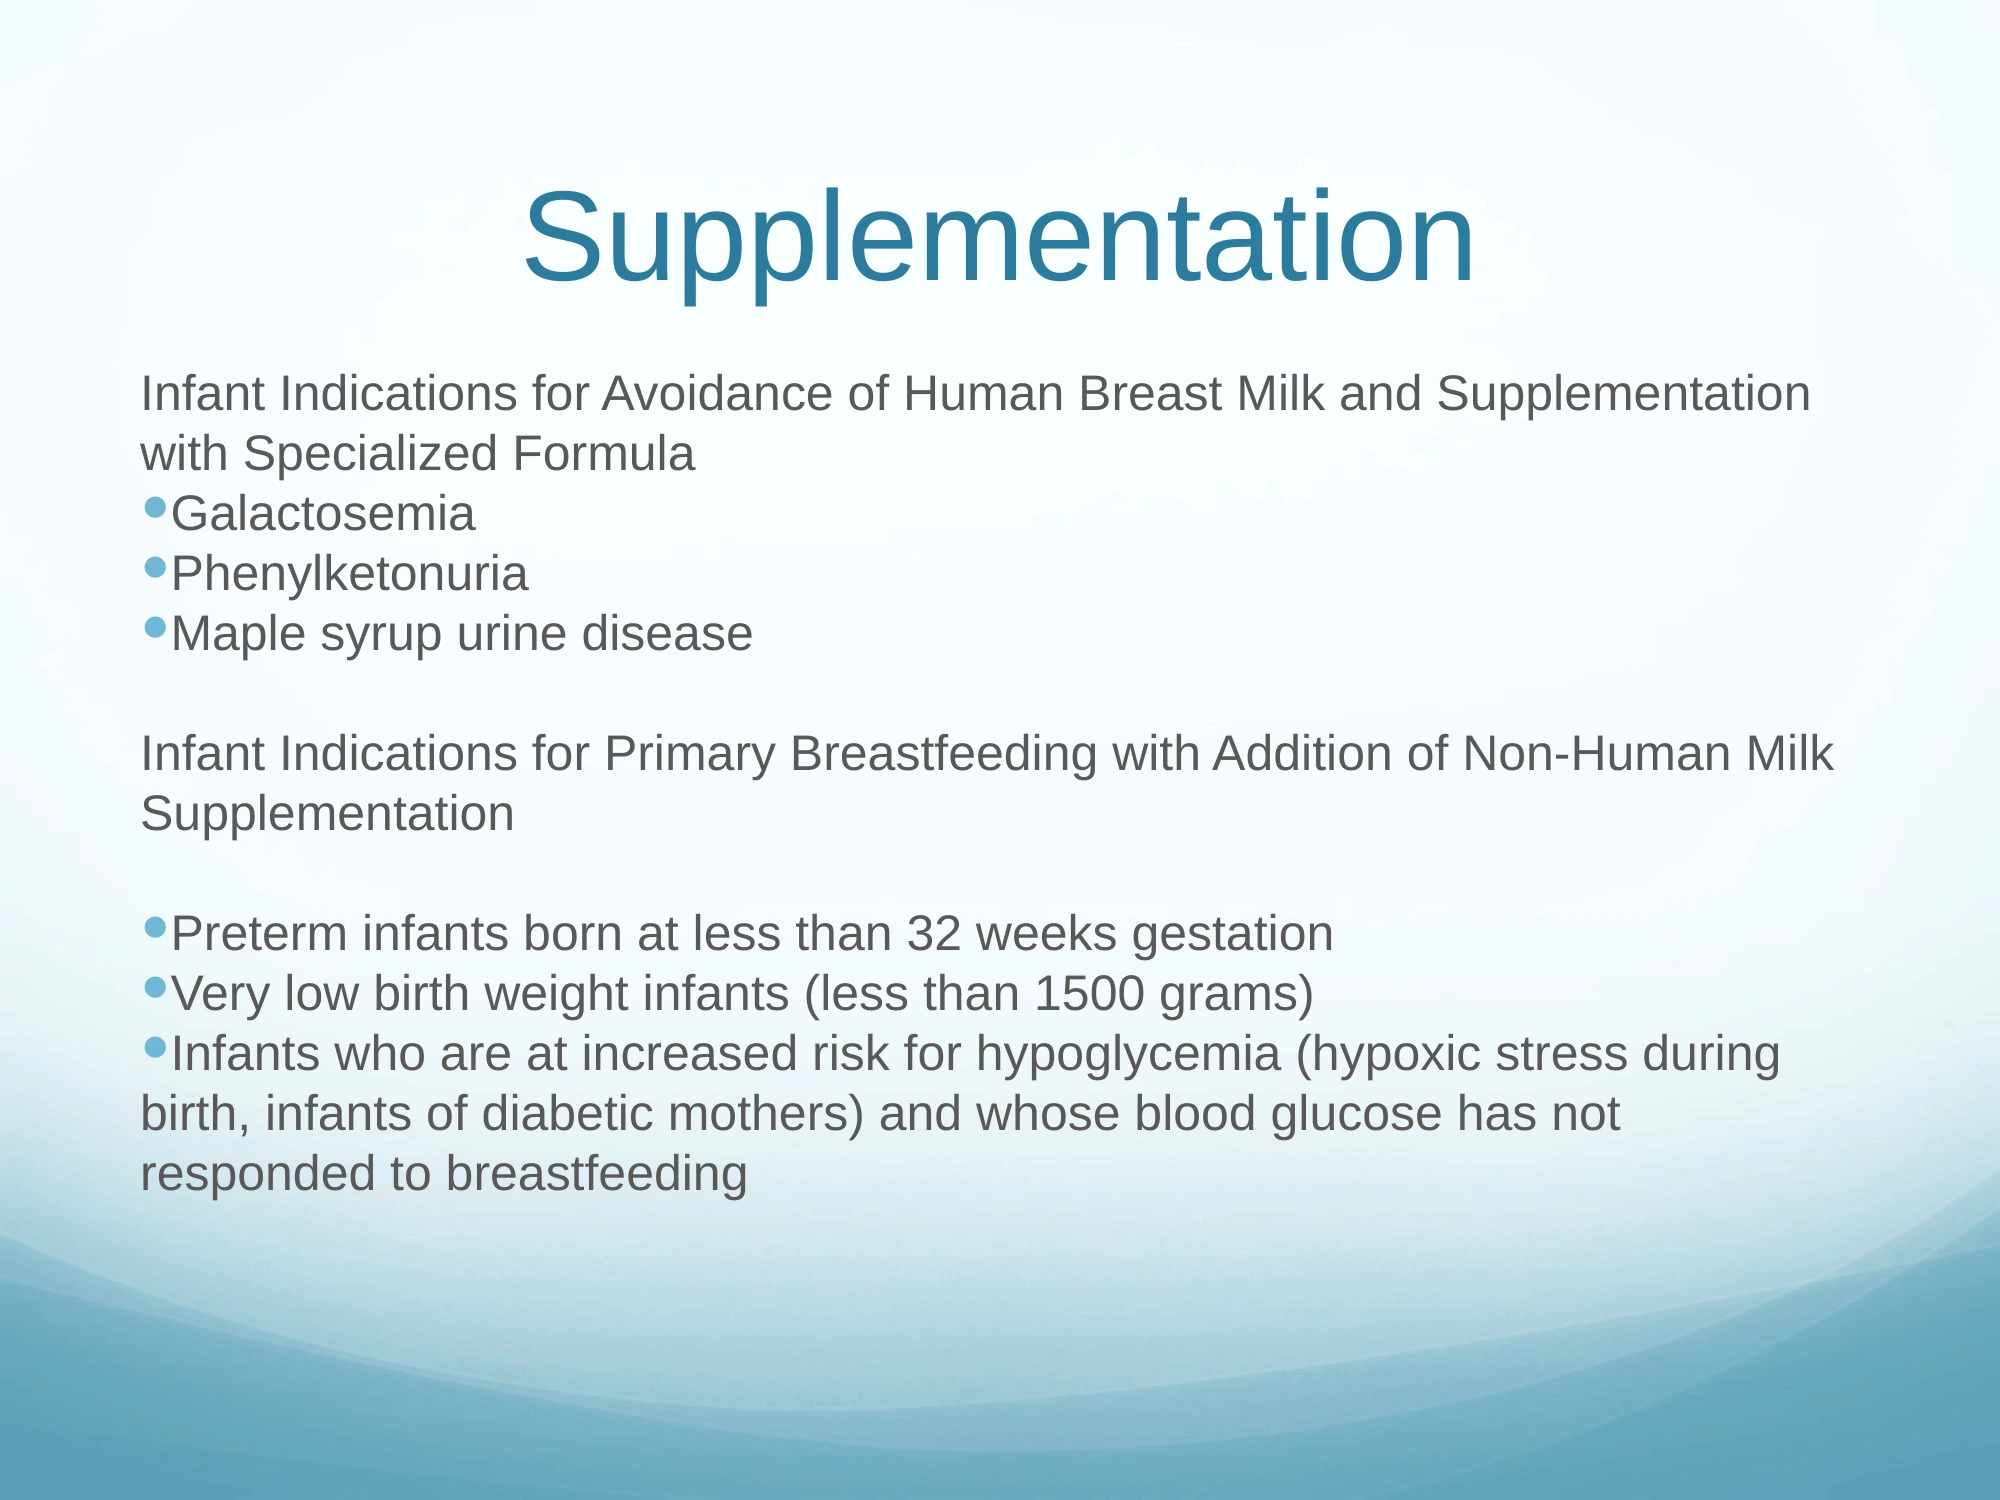 Supplementation
Infant Indications for Avoidance of Human Breast Milk and Supplementation
with Specialized Formula
•Galactosemia
•Phenylketonuria
•Maple syrup urine disease
Infant Indications for Primary Breastfeeding with Addition of Non-Human Milk
Supplementation
•Preterm infants born at less than 32 weeks gestation
•Very low birth weight infants (less than 1500 grams)
•Infants who are at increased risk for hypoglycemia (hypoxic stress during
birth, infants of diabetic mothers) and whose blood glucose has not
responded to breastfeeding